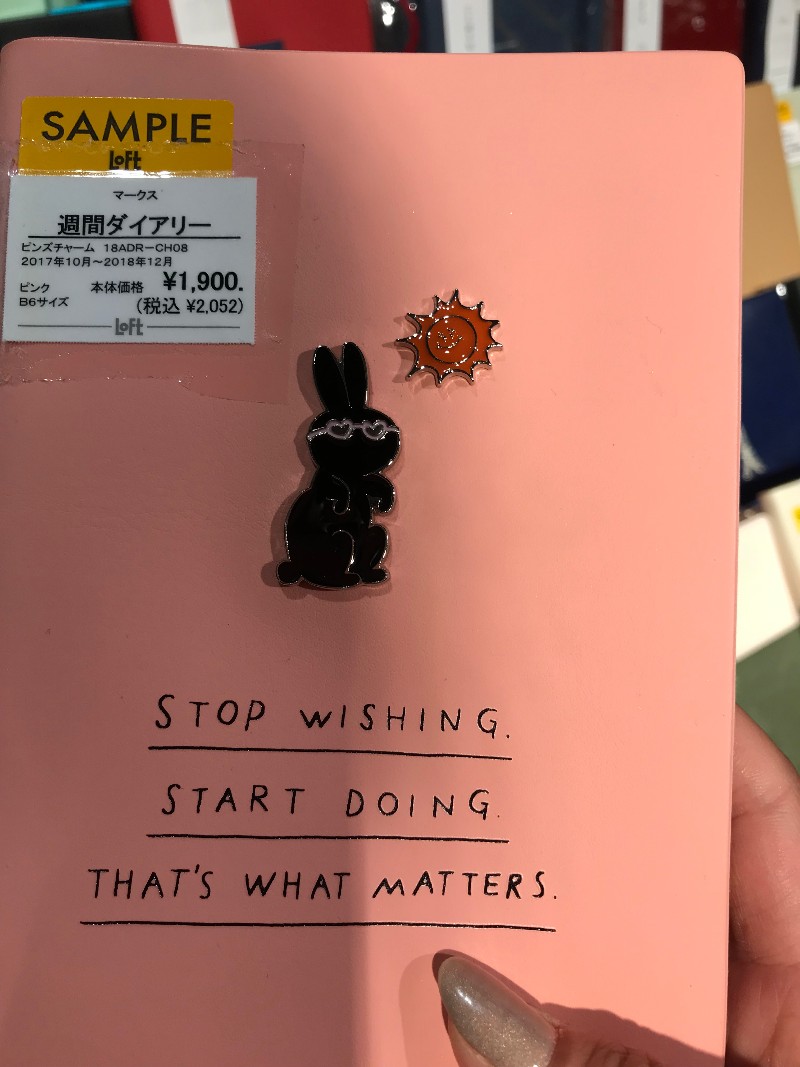 SAMPLE
LOFT
マークス
週間ダイアリー
ピンズチャーム 18ADR-CH08
2017年10月～2018年12月
ピンク 本体価格 ¥1,900.
B6サイズ (税込 ¥2,052)
LOFT
STOP WISHING.
START DOING.
THAT'S WHAT MATTERS.